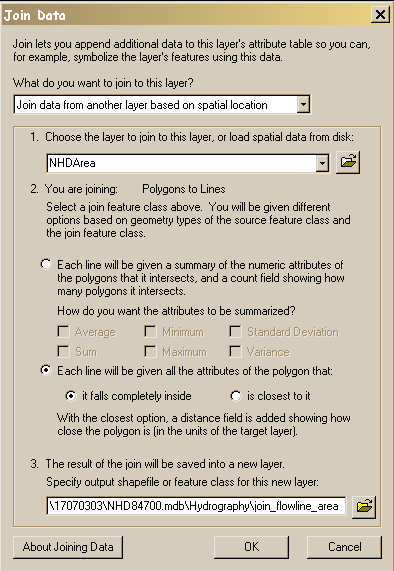 Join Data
Join lets you append additional data to this layer's attribute table so you can,
for example, symbolize the layer's features using this data.
What do you want to join to this layer?
Join data from another layer based on spatial location
1. Choose the layer to join to this layer, or load spatial data from disk:
NHDArea
2. You are joining: Polygons to Lines
Select a join feature class above. You will be given different
options based on geometry types of the source feature class and
the join feature class.
Each line will be given a summary of the numeric attributes of
the polygons that it intersects, and a count field showing how
many polygons it intersects.
How do you want the attributes to be summarized?
Average Minimum Standard Deviation
Sum Maximum Variance
Each line will be given all the attributes of the polygon that:
it falls completely inside is closest to it
With the closest option, a distance field is added showing how
close the polygon is (in the units of the target layer).
3. The result of the join will be saved into a new layer.
Specify output shapefile or feature class for this new layer:
\17070303\NHD84700.mdb\Hydrography\join_flowline_area
About Joining Data OK Cancel